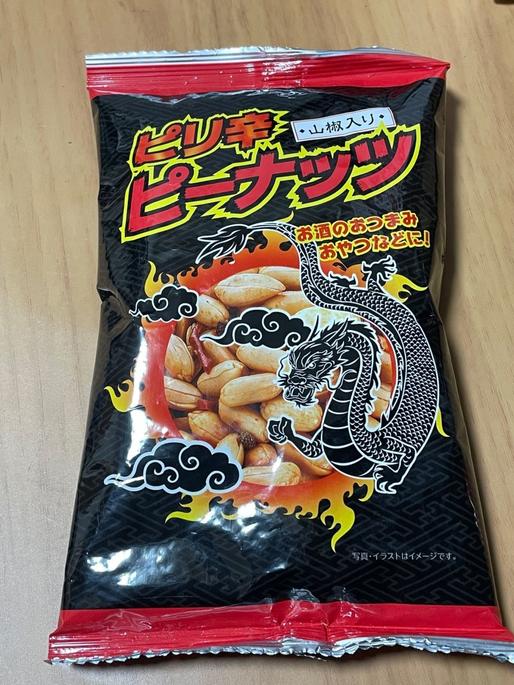 ピリ辛
・山椒入り・
ピーナッツ
お酒のおつまみ
おやつなどに!
写真・イラストはイメージです。